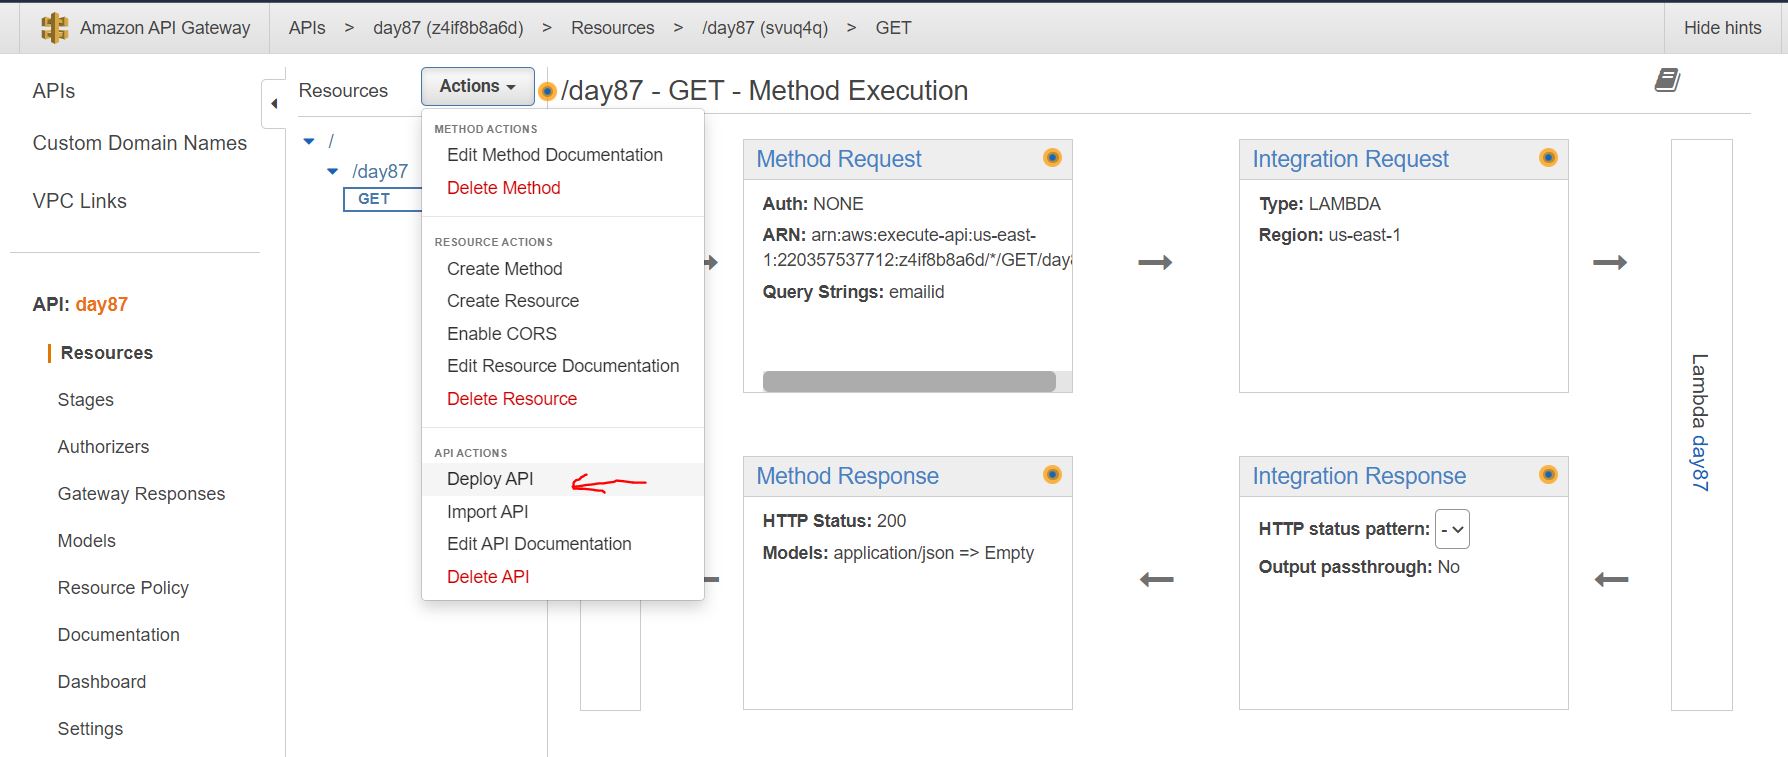 Amazon API Gateway
APIs > day87 (z4if8b8a6d) > Resources > /day87 (svuq4q) > GET
Hide hints
APIs
Custom Domain Names
VPC Links
API: day87
Resources
Stages
Authorizers
Gateway Responses
Models
Resource Policy
Documentation
Dashboard
Settings
Resources
Actions
/
/day87
GET
METHOD ACTIONS
Edit Method Documentation
Delete Method
RESOURCE ACTIONS
Create Method
Create Resource
Enable CORS
Edit Resource Documentation
Delete Resource
API ACTIONS
Deploy API
Import API
Edit API Documentation
Delete API
/day87 - GET - Method Execution
Method Request
Auth: NONE
ARN: arn:aws:execute-api:us-east-
1:220357537712:z4if8b8a6d/*/GET/day8
Query Strings: emailid
Integration Request
Type: LAMBDA
Region: us-east-1
Lambda day87
Method Response
HTTP Status: 200
Models: application/json => Empty
Integration Response
HTTP status pattern: -
Output passthrough: No